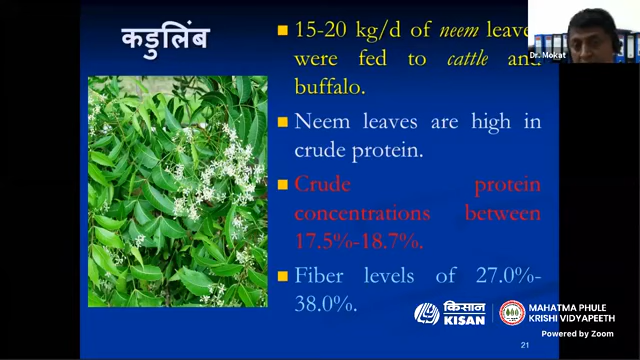 कडुलिंब
15-20 kg/d of neem leave
were fed to cattle and
buffalo.
Neem leaves are high in
crude protein.
Crude protein
concentrations between
17.5%-18.7%.
Fiber levels of 27.0%-
38.0%.
Dr. Mokat
किसान
KISAN
MAHATMA PHULE
KRISHI VIDYAPEETH
Powered by Zoom
21